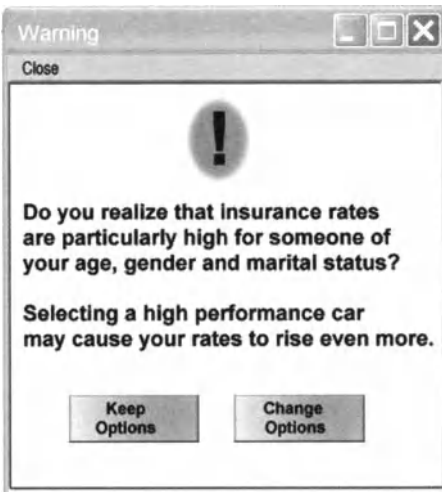 Warning
Close
!
Do you realize that insurance rates
are particularly high for someone of
your age, gender and marital status?
Selecting a high performance car
may cause your rates to rise even more.
Keep
Options
Change
Options